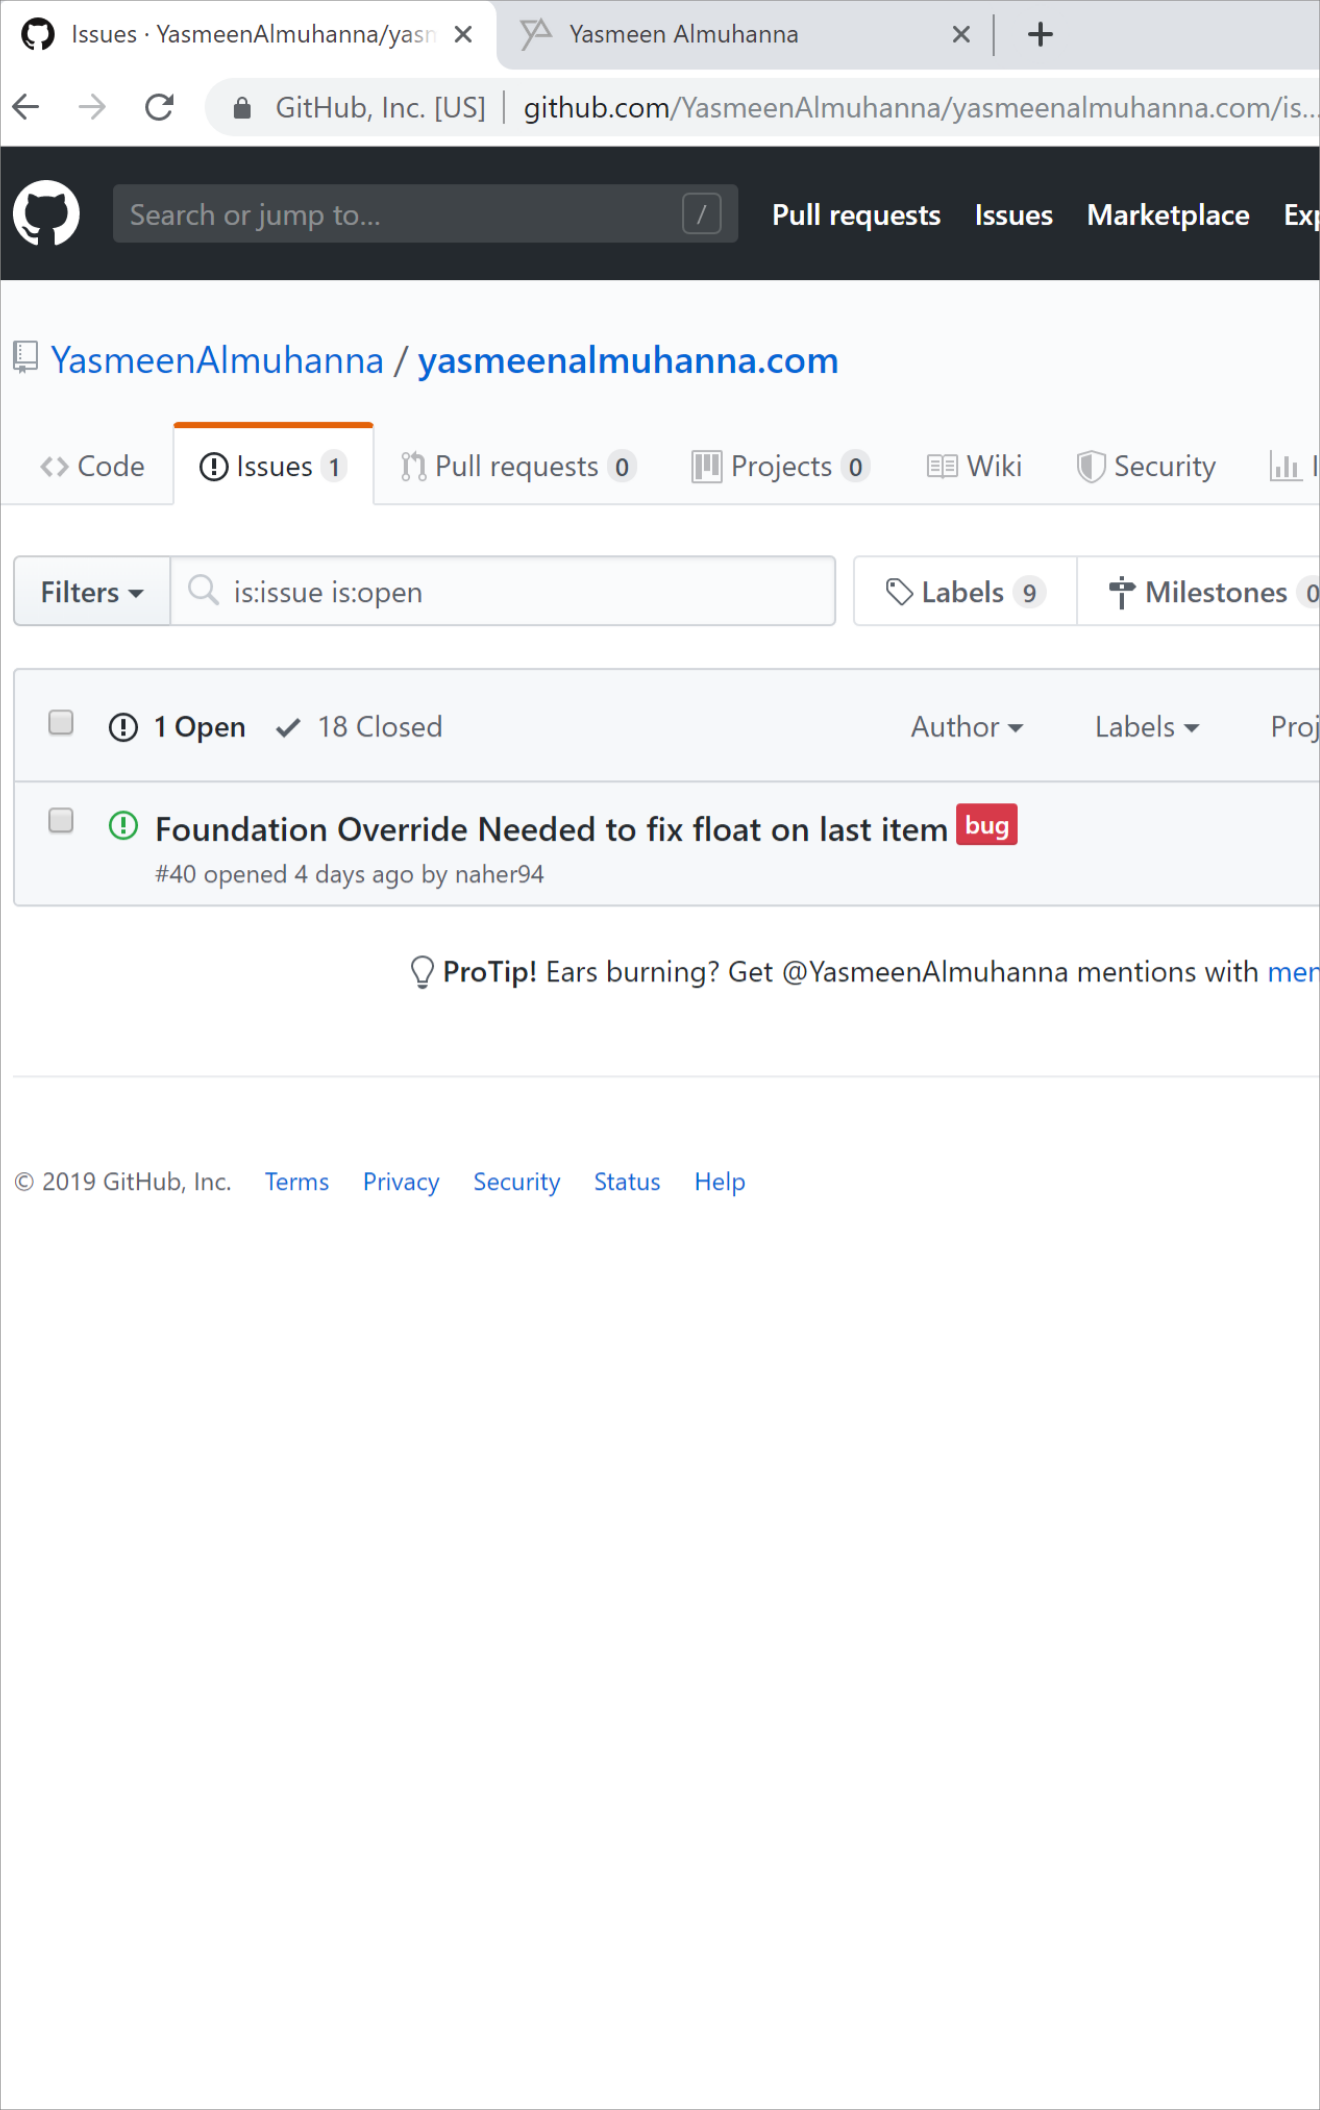 Issues · YasmeenAlmuhanna/yasm
Yasmeen Almuhanna
GitHub, Inc. [US] | github.com/YasmeenAlmuhanna/yasmeenalmuhanna.com/is...
Search or jump to... /
Pull requests Issues Marketplace Exp
YasmeenAlmuhanna / yasmeenalmuhanna.com
Code Issues 1 Pull requests 0 Projects 0 Wiki Security I
Filters is:issue is:open Labels 9 Milestones 0
1 Open 18 Closed Author Labels Proj
Foundation Override Needed to fix float on last item bug
#40 opened 4 days ago by naher94
ProTip! Ears burning? Get @YasmeenAlmuhanna mentions with men
© 2019 GitHub, Inc. Terms Privacy Security Status Help